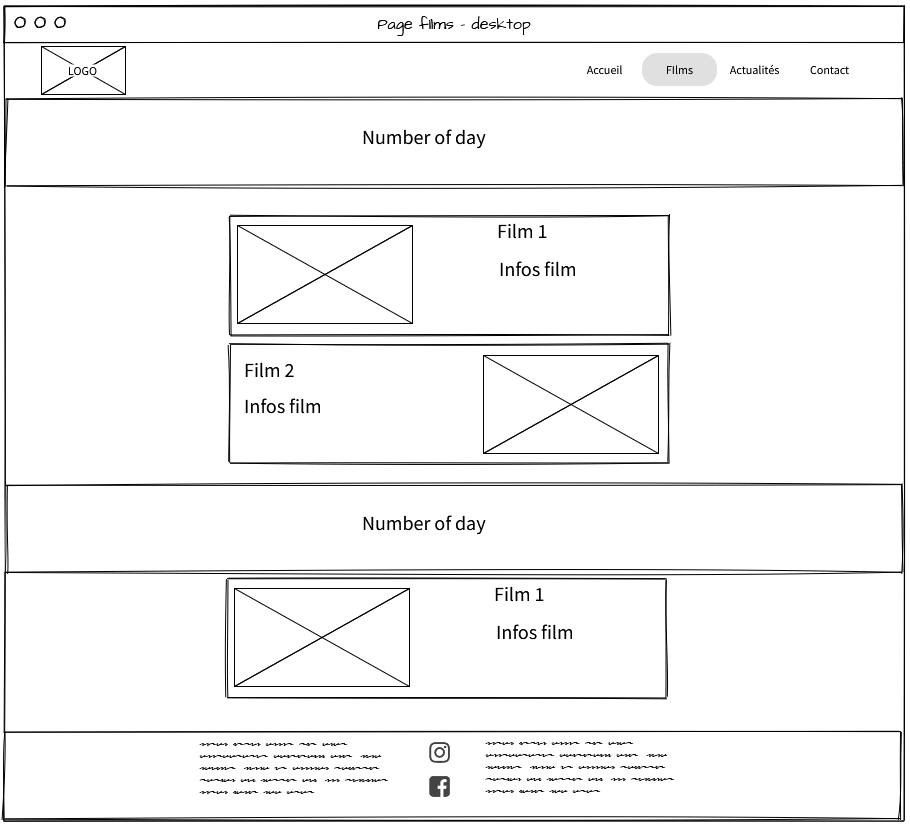 Page films - desktop
LOGO
Accueil
FIlms
Actualités
Contact
Number of day
Film 1
Infos film
Film 2
Infos film
Number of day
Film 1
Infos film